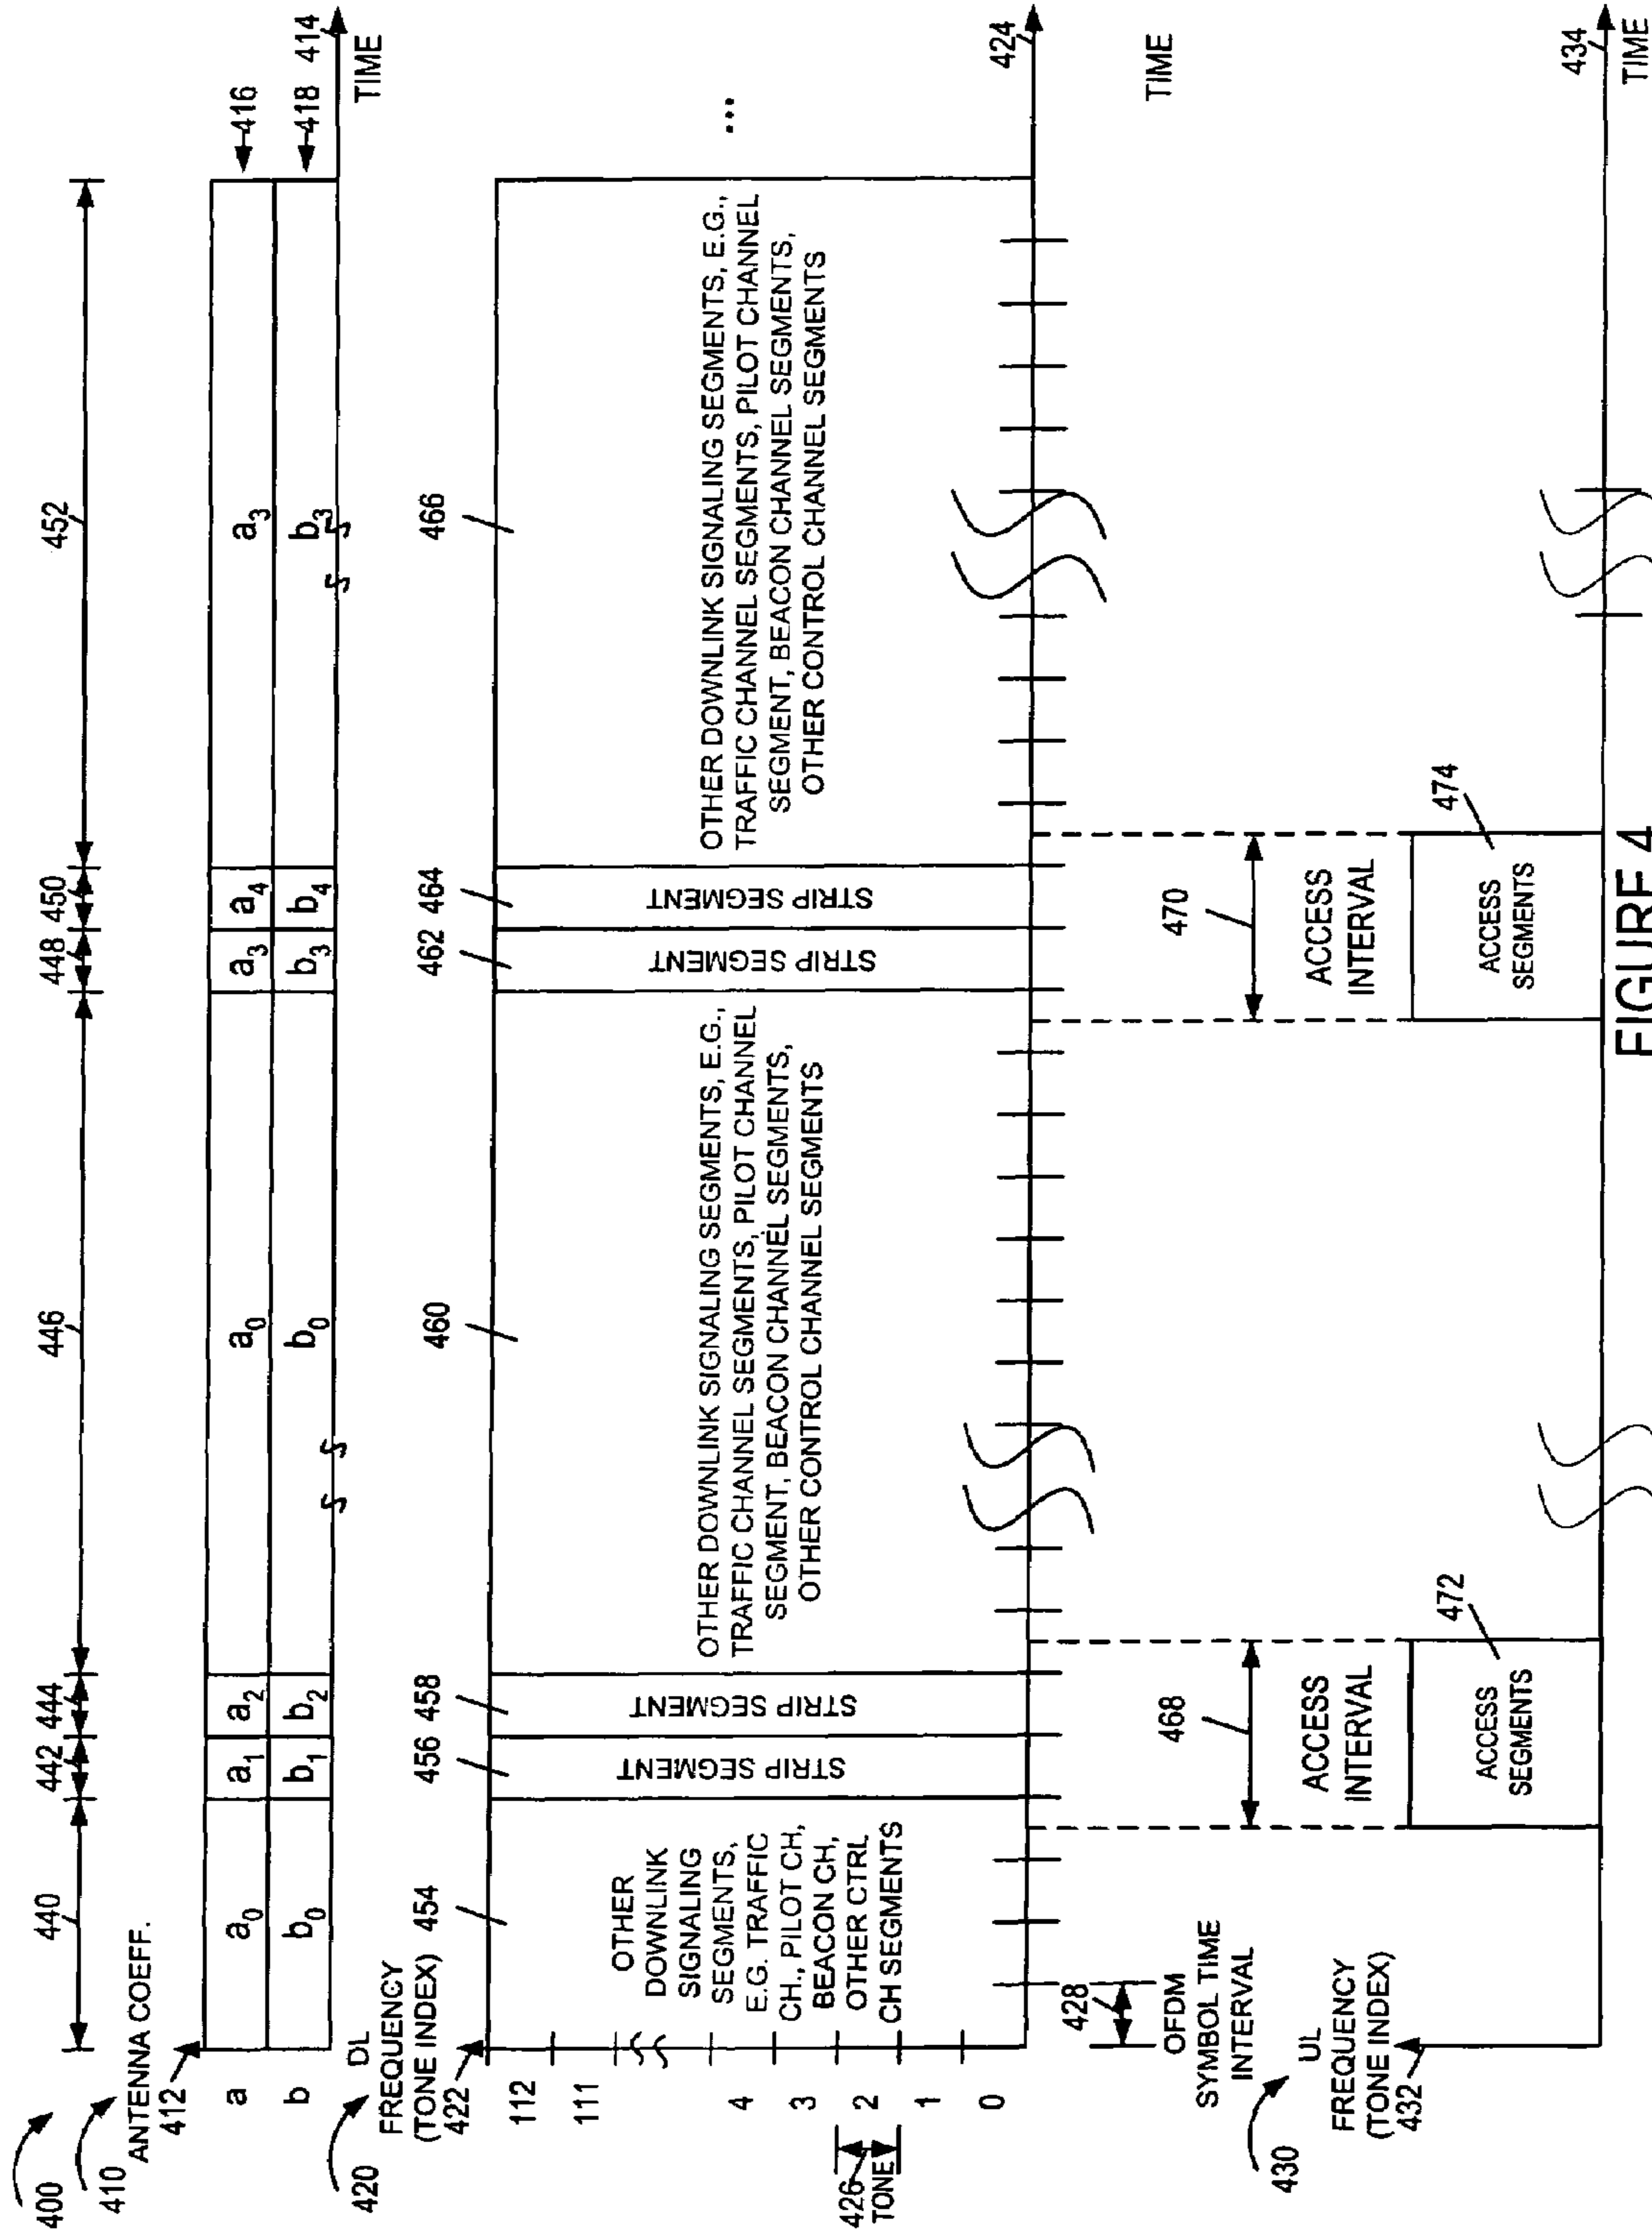 400
440
442
444
446
448
450
452
410
ANTENNA COEFF.
412
a
a0
a1
a2
a0
a3
a4
a3
416
b
b0
b1
b2
b0
b3
b4
b3
418
414
TIME
420
DL
FREQUENCY
(TONE INDEX)
422
454
456
458
460
462
464
466
112
111
4
3
2
1
0
426
TONE
OTHER
DOWNLINK
SIGNALING
SEGMENTS,
E.G. TRAFFIC
CH., PILOT CH,
BEACON CH,
OTHER CTRL
CH SEGMENTS
STRIP SEGMENT
STRIP SEGMENT
OTHER DOWNLINK SIGNALING SEGMENTS, E.G.,
TRAFFIC CHANNEL SEGMENTS, PILOT CHANNEL
SEGMENT, BEACON CHANNEL SEGMENTS,
OTHER CONTROL CHANNEL SEGMENTS
STRIP SEGMENT
STRIP SEGMENT
OTHER DOWNLINK SIGNALING SEGMENTS, E.G.,
TRAFFIC CHANNEL SEGMENTS, PILOT CHANNEL
SEGMENT, BEACON CHANNEL SEGMENTS,
OTHER CONTROL CHANNEL SEGMENTS
...
424
TIME
428
OFDM
SYMBOL TIME
INTERVAL
468
ACCESS
INTERVAL
470
ACCESS
INTERVAL
430
UL
FREQUENCY
(TONE INDEX)
432
472
ACCESS
SEGMENTS
474
ACCESS
SEGMENTS
434
TIME
FIGURE 4